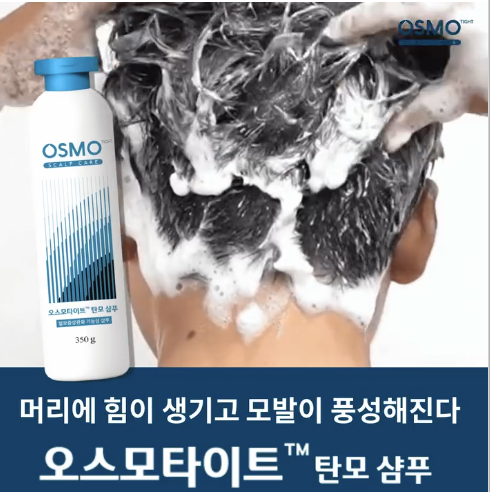 OSMO TIGHT
OSMO TIGHT
SCALP CARE
오스모타이트™ 탄모 샴푸
350 g
머리에 힘이 생기고 모발이 풍성해진다
오스모타이트™ 탄모 샴푸